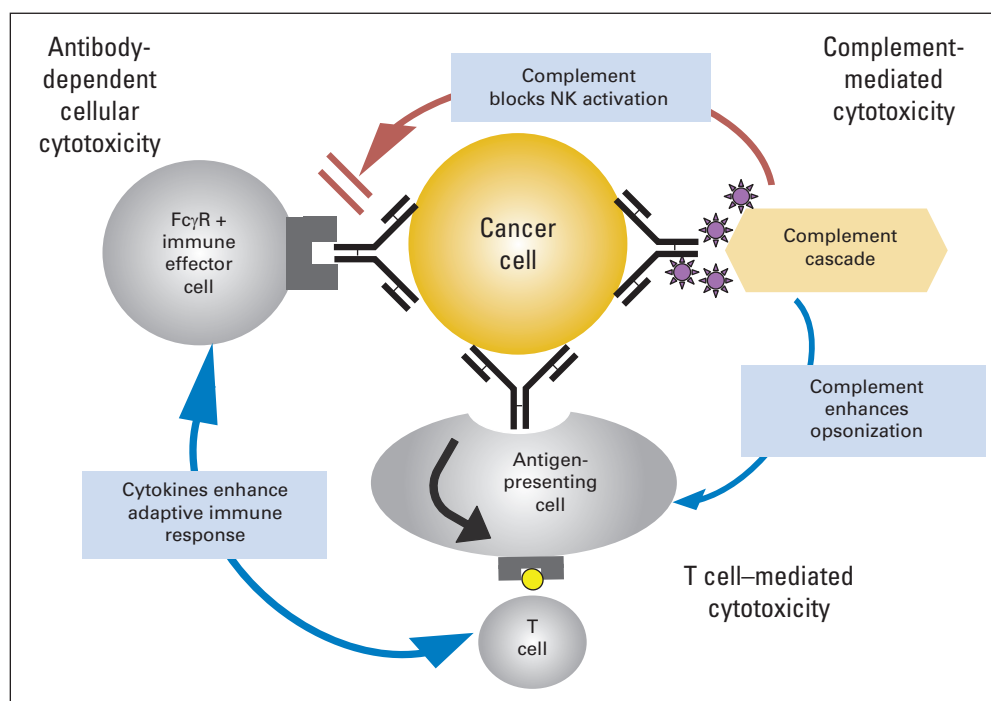 Antibody-
dependent
cellular
cytotoxicity
Complement
blocks NK activation
Complement-
mediated
cytotoxicity
FcγR +
immune
effector
cell
Cancer
cell
Complement
cascade
Complement
enhances
opsonization
Antigen-
presenting
cell
Cytokines enhance
adaptive immune
response
T cell–mediated
cytotoxicity
T
cell